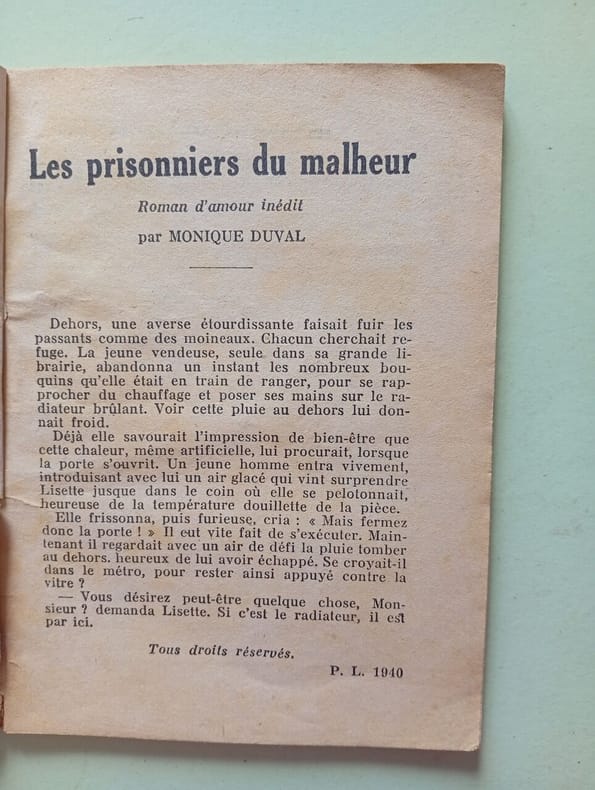 Les prisonniers du malheur
Roman d'amour inédit
par MONIQUE DUVAL
Dehors, une averse étourdissante faisait fuir les
passants comme des moineaux. Chacun cherchait re-
fuge. La jeune vendeuse, seule dans sa grande li-
brairie, abandonna un instant les nombreux bou-
quins qu'elle était en train de ranger, pour se rap-
procher du chauffage et poser ses mains sur le ra-
diateur brûlant. Voir cette pluie au dehors lui don-
nait froid.
Déjà elle savourait l'impression de bien-être que
cette chaleur, même artificielle, lui procurait, lorsque
la porte s'ouvrit. Un jeune homme entra vivement,
introduisant avec lui un air glacé qui vint surprendre
Lisette jusque dans le coin où elle se pelotonnait,
heureuse de la température douillette de la pièce.
Elle frissonna, puis furieuse, cria : « Mais fermez
donc la porte ! » Il eut vite fait de s'exécuter. Main-
tenant il regardait avec un air de défi la pluie tomber
au dehors. heureux de lui avoir échappé. Se croyait-il
dans le métro, pour rester ainsi appuyé contre la
vitre ?
— Vous désirez peut-être quelque chose, Mon-
sieur ? demanda Lisette. Si c'est le radiateur, il est
par ici.
Tous droits réservés.
P. L. 1940